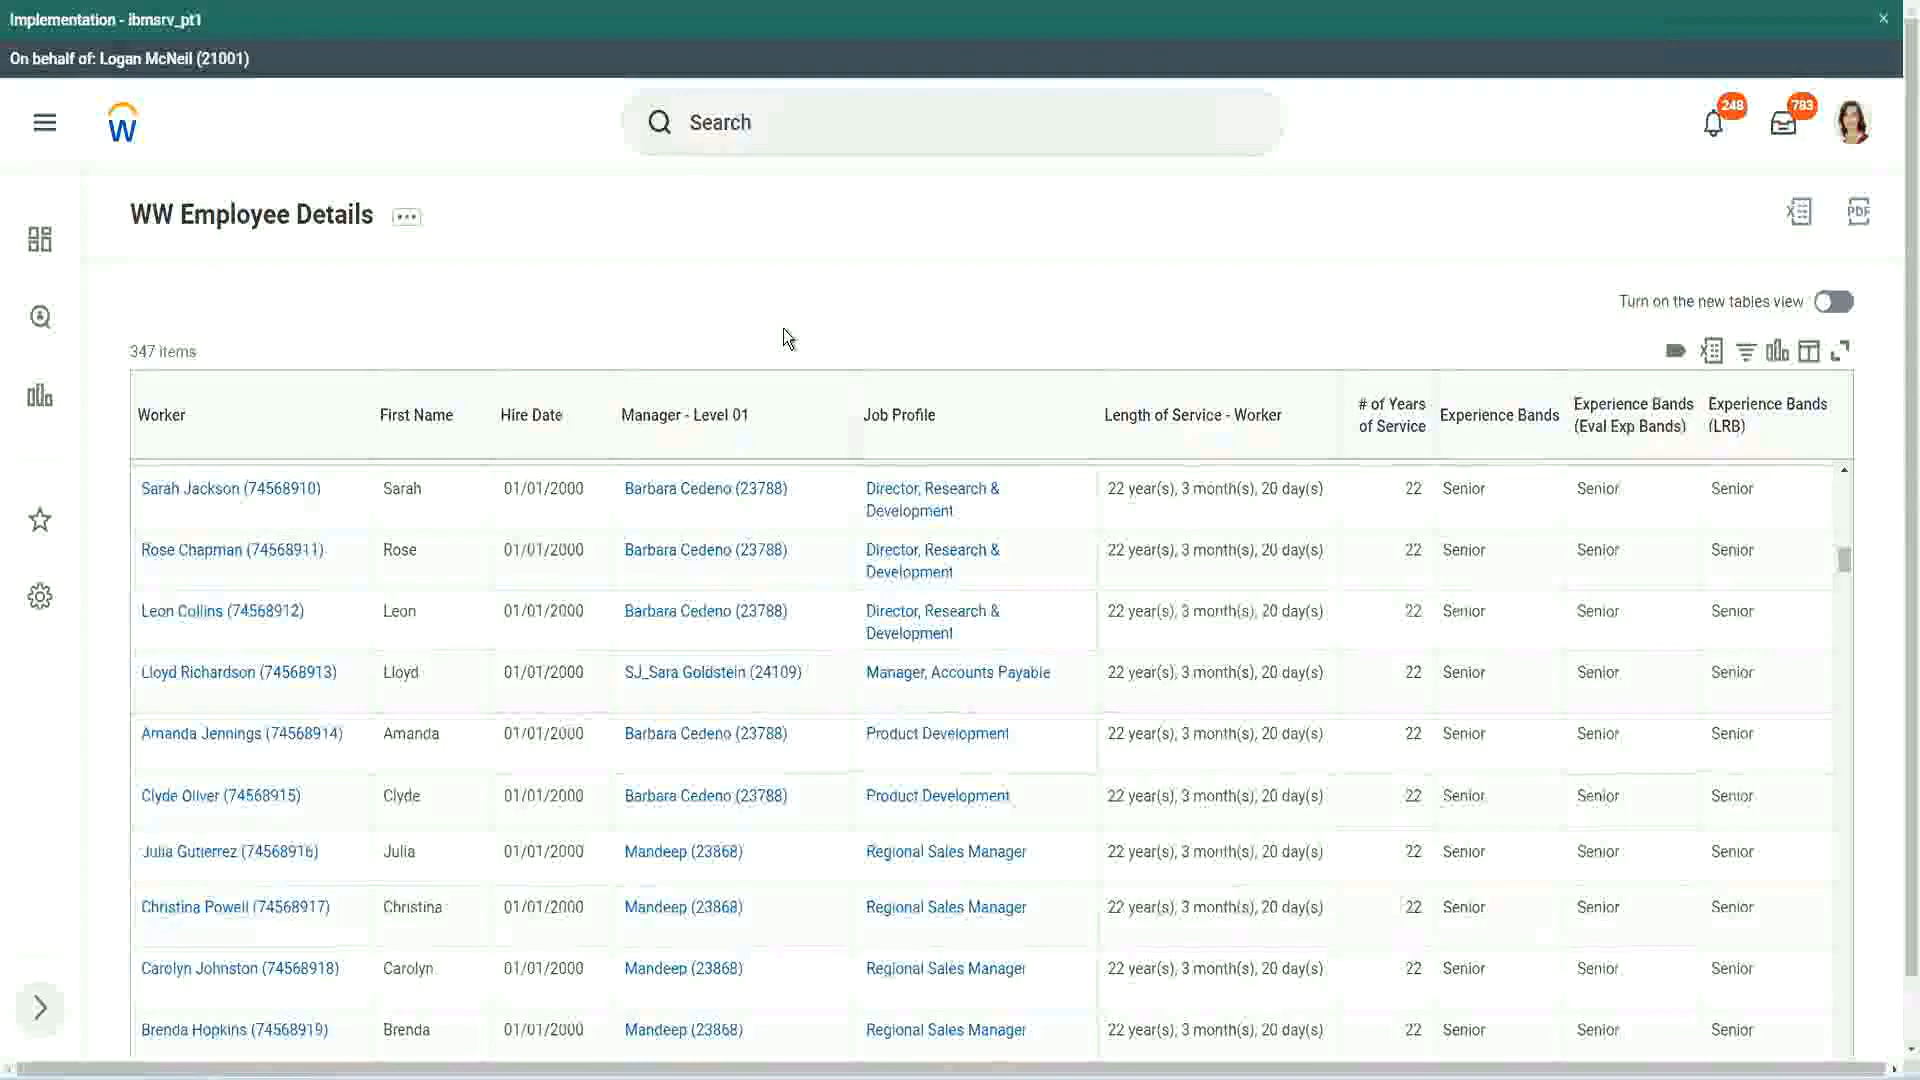 Implementation - ibmsrv_pt1
On behalf of: Logan McNeil (21001)
W
Search
248
783
WW Employee Details
PDF
Turn on the new tables view
347 items
Worker First Name Hire Date Manager - Level 01 Job Profile Length of Service - Worker # of Years of Service Experience Bands Experience Bands (Eval Exp Bands) Experience Bands (LRB)
Sarah Jackson (74568910) Sarah 01/01/2000 Barbara Cedeno (23788) Director, Research & Development 22 year(s), 3 month(s), 20 day(s) 22 Senior Senior Senior
Rose Chapman (74568911) Rose 01/01/2000 Barbara Cedeno (23788) Director, Research & Development 22 year(s), 3 month(s), 20 day(s) 22 Senior Senior Senior
Leon Collins (74568912) Leon 01/01/2000 Barbara Cedeno (23788) Director, Research & Development 22 year(s), 3 month(s), 20 day(s) 22 Senior Senior Senior
Lloyd Richardson (74568913) Lloyd 01/01/2000 SJ_Sara Goldstein (24109) Manager, Accounts Payable 22 year(s), 3 month(s), 20 day(s) 22 Senior Senior Senior
Amanda Jennings (74568914) Amanda 01/01/2000 Barbara Cedeno (23788) Product Development 22 year(s), 3 month(s), 20 day(s) 22 Senior Senior Senior
Clyde Oliver (74568915) Clyde 01/01/2000 Barbara Cedeno (23788) Product Development 22 year(s), 3 month(s), 20 day(s) 22 Senior Senior Senior
Julia Gutierrez (74568916) Julia 01/01/2000 Mandeep (23868) Regional Sales Manager 22 year(s), 3 month(s), 20 day(s) 22 Senior Senior Senior
Christina Powell (74568917) Christina 01/01/2000 Mandeep (23868) Regional Sales Manager 22 year(s), 3 month(s), 20 day(s) 22 Senior Senior Senior
Carolyn Johnston (74568918) Carolyn 01/01/2000 Mandeep (23868) Regional Sales Manager 22 year(s), 3 month(s), 20 day(s) 22 Senior Senior Senior
Brenda Hopkins (74568919) Brenda 01/01/2000 Mandeep (23868) Regional Sales Manager 22 year(s), 3 month(s), 20 day(s) 22 Senior Senior Senior